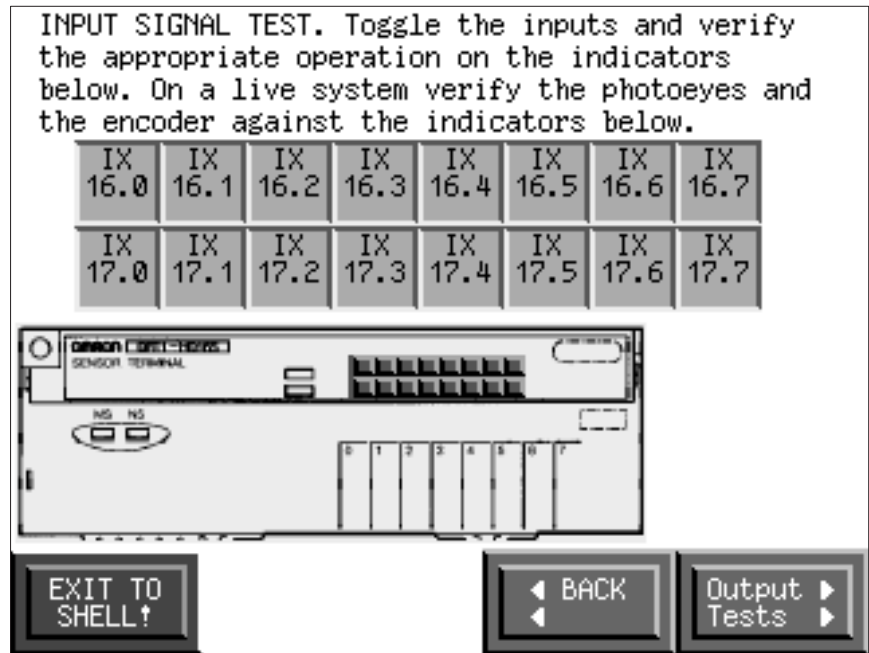 INPUT SIGNAL TEST. Toggle the inputs and verify
the appropriate operation on the indicators
below. On a live system verify the photoeyes and
the encoder against the indicators below.
IX 16.0 IX 16.1 IX 16.2 IX 16.3 IX 16.4 IX 16.5 IX 16.6 IX 16.7
IX 17.0 IX 17.1 IX 17.2 IX 17.3 IX 17.4 IX 17.5 IX 17.6 IX 17.7
OMRON
SENSOR TERMINAL
MS NS
0 1 2 3 4 5 6 7
EXIT TO
SHELL!
BACK
Output
Tests